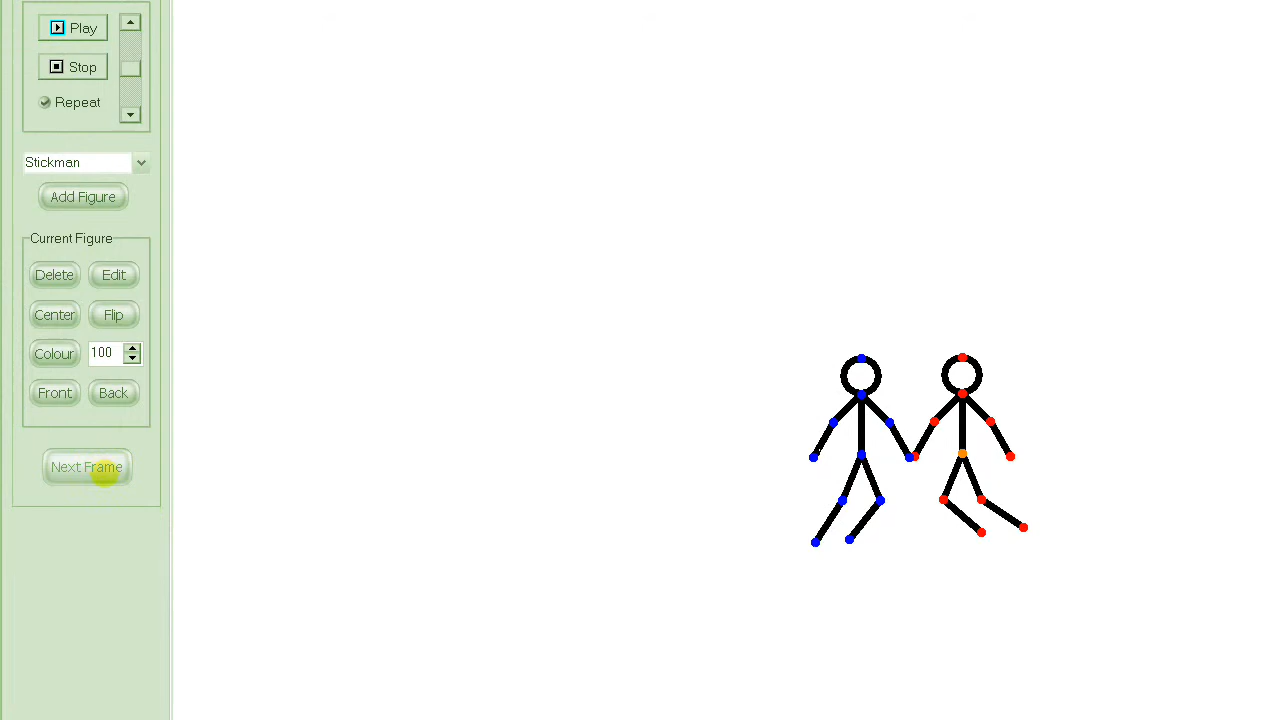 Play
Stop
Repeat
Stickman
Add Figure
Current Figure
Delete Edit
Center Flip
Colour 100
Front Back
Next Frame